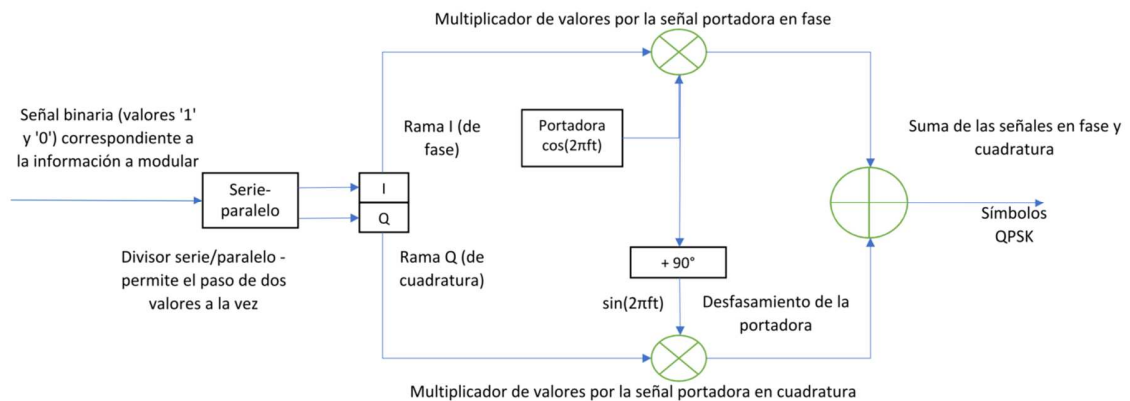 Multiplicador de valores por la señal portadora en fase
Señal binaria (valores '1'
y '0') correspondiente a
la información a modular
Rama I (de
fase)
Portadora
cos(2πft)
Suma de las señales en fase y
cuadratura
Serie-
paralelo
I
Q
Símbolos
QPSK
Divisor serie/paralelo -
permite el paso de dos
valores a la vez
Rama Q (de
cuadratura)
+ 90°
sin(2πft)
Desfasamiento de la
portadora
Multiplicador de valores por la señal portadora en cuadratura